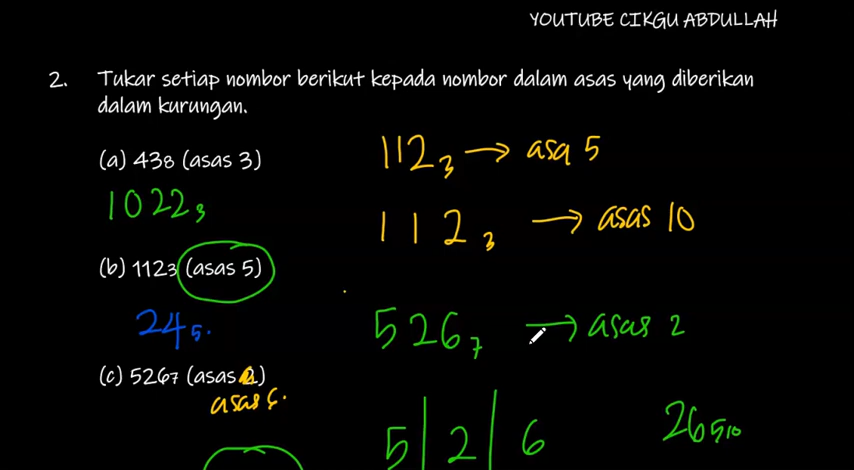 YOUTUBE CIKGU ABDULLAH
2. Tukar setiap nombor berikut kepada nombor dalam asas yang diberikan
dalam kurungan.
(a) 43₈ (asas 3)
1022₃
(b) 112₃ (asas 5)
24₅.
(c) 526₇ (asas 2)
asas 6.
112₃ → asa 5
112₃ → asas 10
526₇ → asas 2
5 | 2 | 6
265₁₀